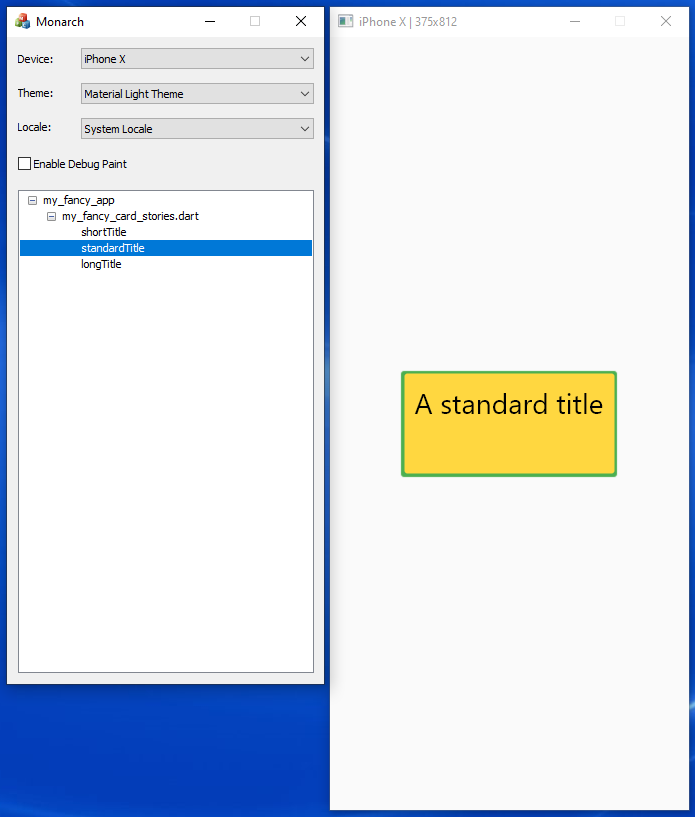 Monarch
Device:
iPhone X
Theme:
Material Light Theme
Locale:
System Locale
Enable Debug Paint
my_fancy_app
my_fancy_card_stories.dart
shortTitle
standardTitle
longTitle
iPhone X | 375x812
A standard title